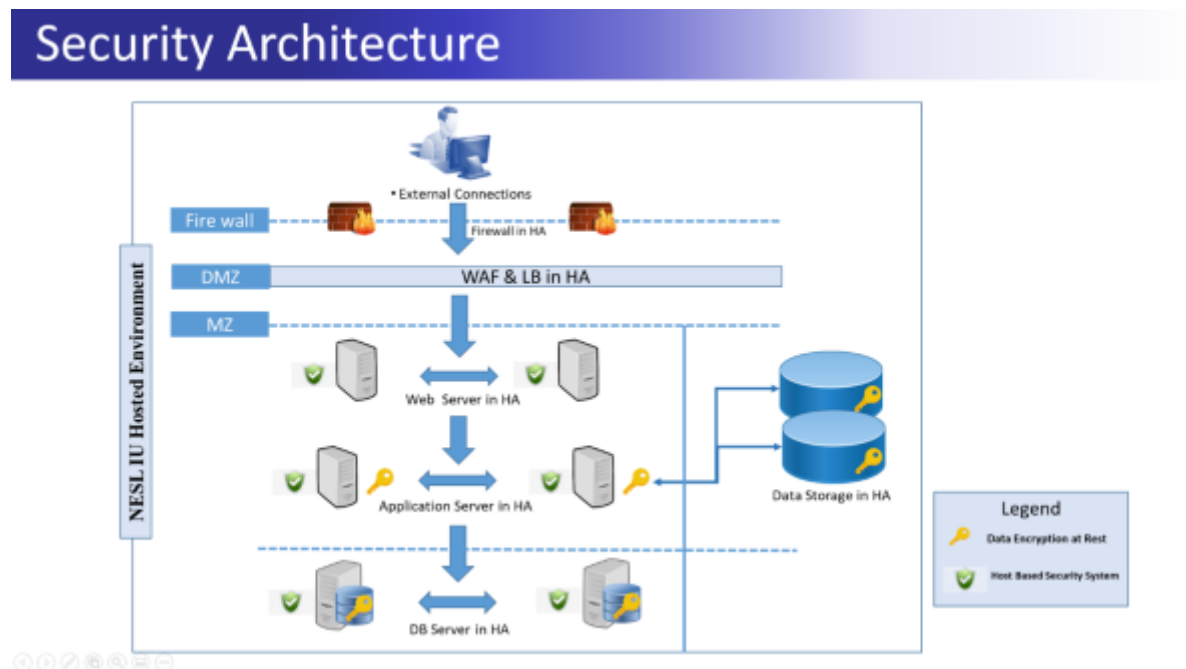 Security Architecture
• External Connections
Fire wall
Firewall in HA
DMZ
WAF & LB in HA
MZ
NESL IU Hosted Environment
Web Server in HA
Application Server in HA
Data Storage in HA
DB Server in HA
Legend
Data Encryption at Rest
Host Based Security System